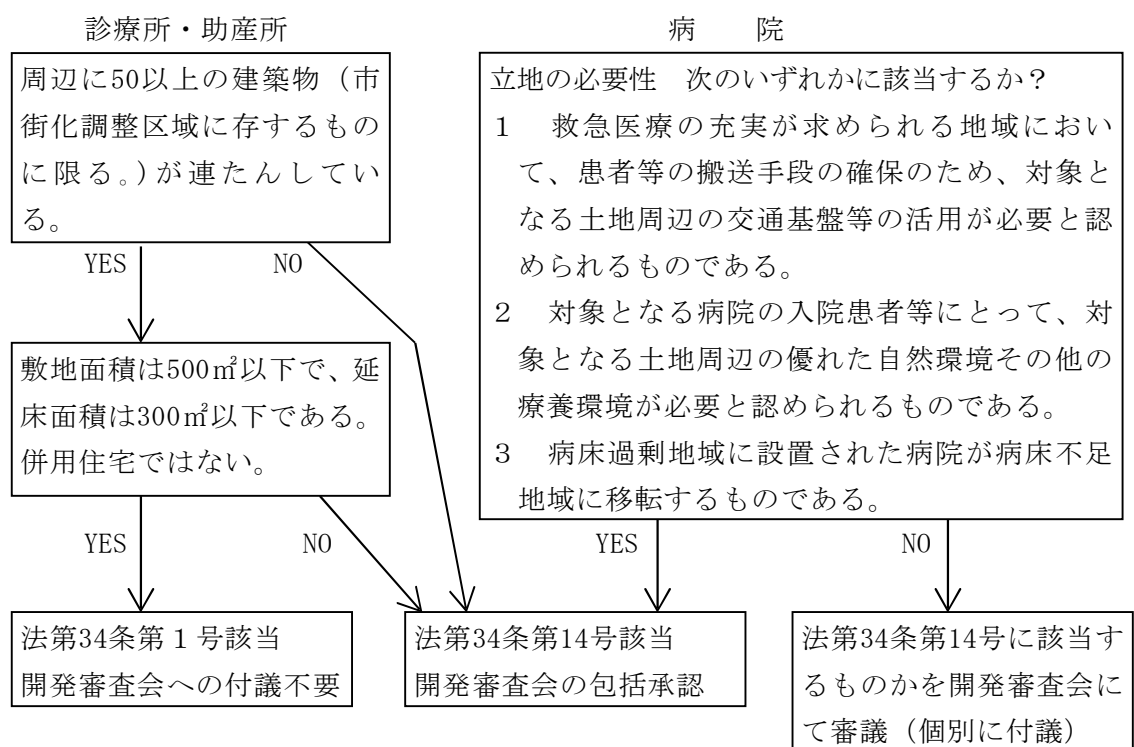 診療所・助産所
周辺に50以上の建築物（市
街化調整区域に存するもの
に限る。）が連たんしてい
る。
YES
NO
敷地面積は500㎡以下で、延
床面積は300㎡以下である。
併用住宅ではない。
YES
NO
病　　院
立地の必要性　次のいずれかに該当するか？
１　救急医療の充実が求められる地域におい
て、患者等の搬送手段の確保のため、対象と
なる土地周辺の交通基盤等の活用が必要と認
められるものである。
２　対象となる病院の入院患者等にとって、対
象となる土地周辺の優れた自然環境その他の
療養環境が必要と認められるものである。
３　病床過剰地域に設置された病院が病床不足
地域に移転するものである。
YES
NO
法第34条第１号該当
開発審査会への付議不要
法第34条第14号該当
開発審査会の包括承認
法第34条第14号に該当す
るものかを開発審査会に
て審議（個別に付議）